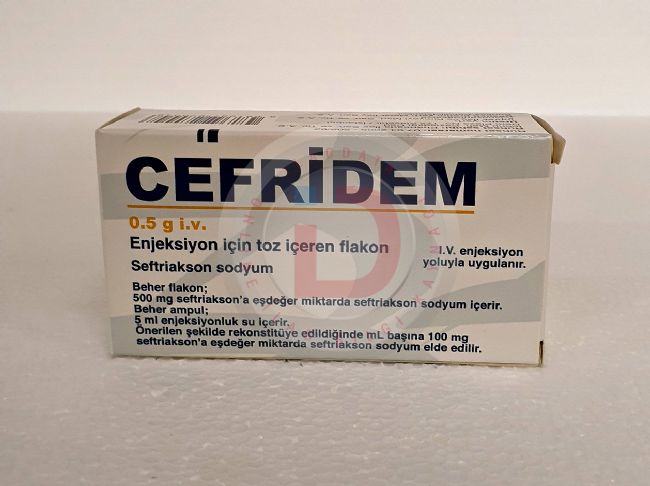 CEFRİDEM
0.5 g i.v.
Enjeksiyon için toz içeren flakon
Seftriakson sodyum
I.V. enjeksiyon
yoluyla uygulanır.
Beher flakon;
500 mg seftriakson'a eşdeğer miktarda seftriakson sodyum içerir.
Beher ampul;
5 ml enjeksiyonluk su içerir.
Önerilen şekilde rekonstitüye edildiğinde mL başına 100 mg
seftriakson'a eşdeğer miktarda seftriakson sodyum elde edilir.